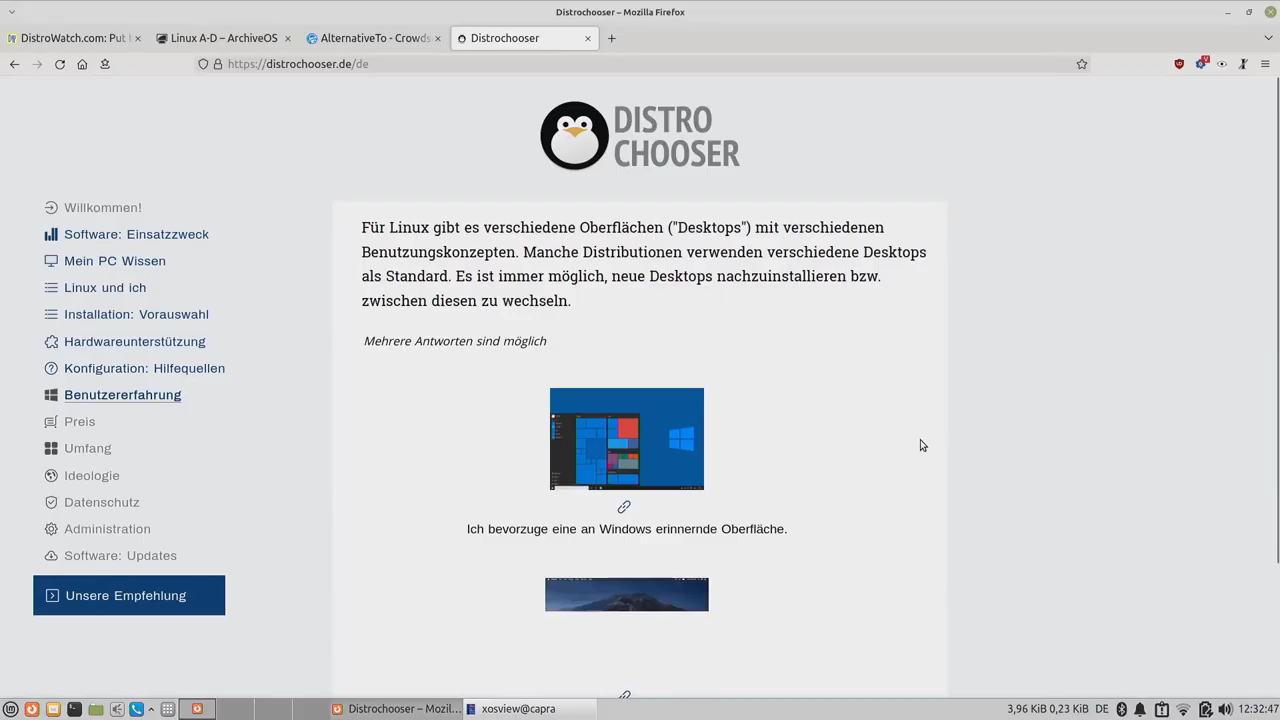 Distrochooser – Mozilla Firefox
DistroWatch.com: Put t
Linux A-D – ArchiveOS
AlternativeTo - Crowds
Distrochooser
https://distrochooser.de/de
DISTRO
CHOOSER
Willkommen!
Software: Einsatzzweck
Mein PC Wissen
Linux und ich
Installation: Vorauswahl
Hardwareunterstützung
Konfiguration: Hilfequellen
Benutzererfahrung
Preis
Umfang
Ideologie
Datenschutz
Administration
Software: Updates
Unsere Empfehlung
Für Linux gibt es verschiedene Oberflächen ("Desktops") mit verschiedenen
Benutzungskonzepten. Manche Distributionen verwenden verschiedene Desktops
als Standard. Es ist immer möglich, neue Desktops nachzuinstallieren bzw.
zwischen diesen zu wechseln.
Mehrere Antworten sind möglich
Ich bevorzuge eine an Windows erinnernde Oberfläche.
Distrochooser – Mozil...
xosview@capra
3,96 KiB 0,23 KiB DE
12:32:47